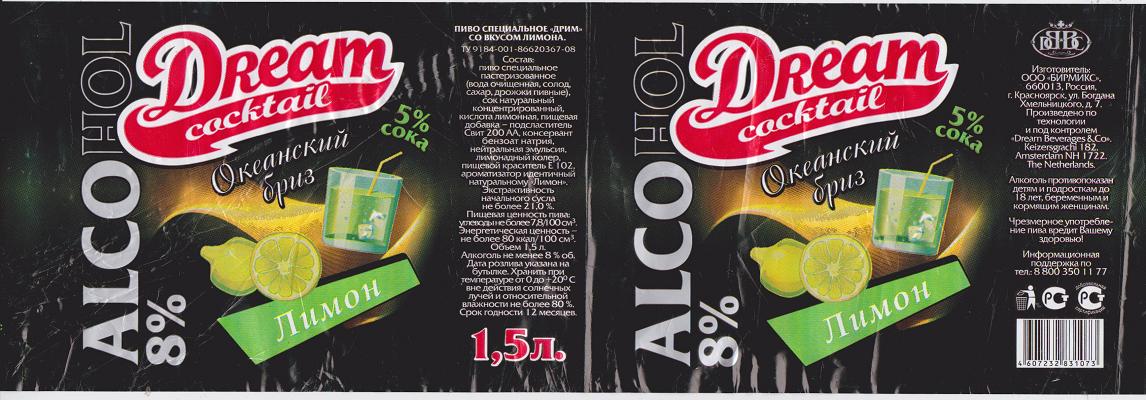 ALCOHOL
8%
Dream
cocktail
5%
сока
Океанский
бриз
Лимон
ПИВО СПЕЦИАЛЬНОЕ «ДРИМ»
СО ВКУСОМ ЛИМОНА.
ТУ 9184-001-86620367-08
Состав:
пиво специальное
пастеризованное
(вода очищенная, солод,
сахар, дрожжи пивные),
сок натуральный
концентрированный,
кислота лимонная, пищевая
добавка – подсластитель
Свит 200 АА, консервант
бензоат натрия,
нейтральная эмульсия,
лимонадный колер,
пищевой краситель Е 102,
ароматизатор идентичный
натуральному «Лимон».
Экстрактивность
начального сусла
не более 21,0 %.
Пищевая ценность пива:
углеводы не более 7,8/100 см³.
Энергетическая ценность –
не более 80 ккал/100 см³.
Объем 1,5 л.
Алкоголь не менее 8 % об.
Дата розлива указана на
бутылке. Хранить при
температуре от 0 до +20⁰ С
вне действия солнечных
лучей и относительной
влажности не более 80 %.
Срок годности 12 месяцев.
1,5л.
ALCOHOL
8%
Dream
cocktail
5%
сока
Океанский
бриз
Лимон
Изготовитель:
ООО «БИРМИКС»,
660013, Россия,
г. Красноярск, ул. Богдана
Хмельницкого, д. 7.
Произведено по
технологии
и под контролем
«Dream Beverages & Co».
Keizersgracht 182,
Amsterdam NH 1722.
The Netherlands.
Алкоголь противопоказан
детям и подросткам до
18 лет, беременным и
кормящим женщинам.
Чрезмерное употребле-
ние пива вредит Вашему
здоровью!
Информационная
поддержка по
тел.: 8 800 350 11 77
добровольная
сертификация
4 607232 831073